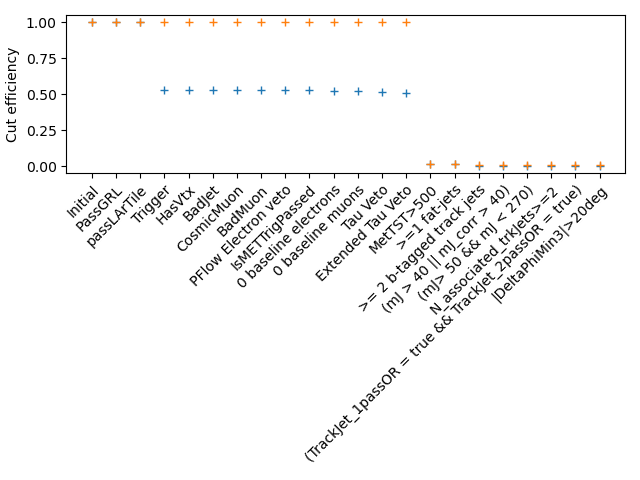 1.00
0.75
0.50
0.25
0.00
Cut efficiency
Initial
PassGRL
passLArTile
Trigger
HasVtx
BadJet
CosmicMuon
BadMuon
PFlow Electron veto
IsMETTrigPassed
0 baseline electrons
0 baseline muons
Tau Veto
Extended Tau Veto
MetTST>500
>=1 fat-jets
>= 2 b-tagged track jets
(mJ > 40 || mJ_corr > 40)
(mJ> 50 && mJ < 270)
N_associated_trkJets>=2
(TrackJet_1passOR = true && TrackJet_2passOR = true)
|DeltaPhiMin3|>20deg